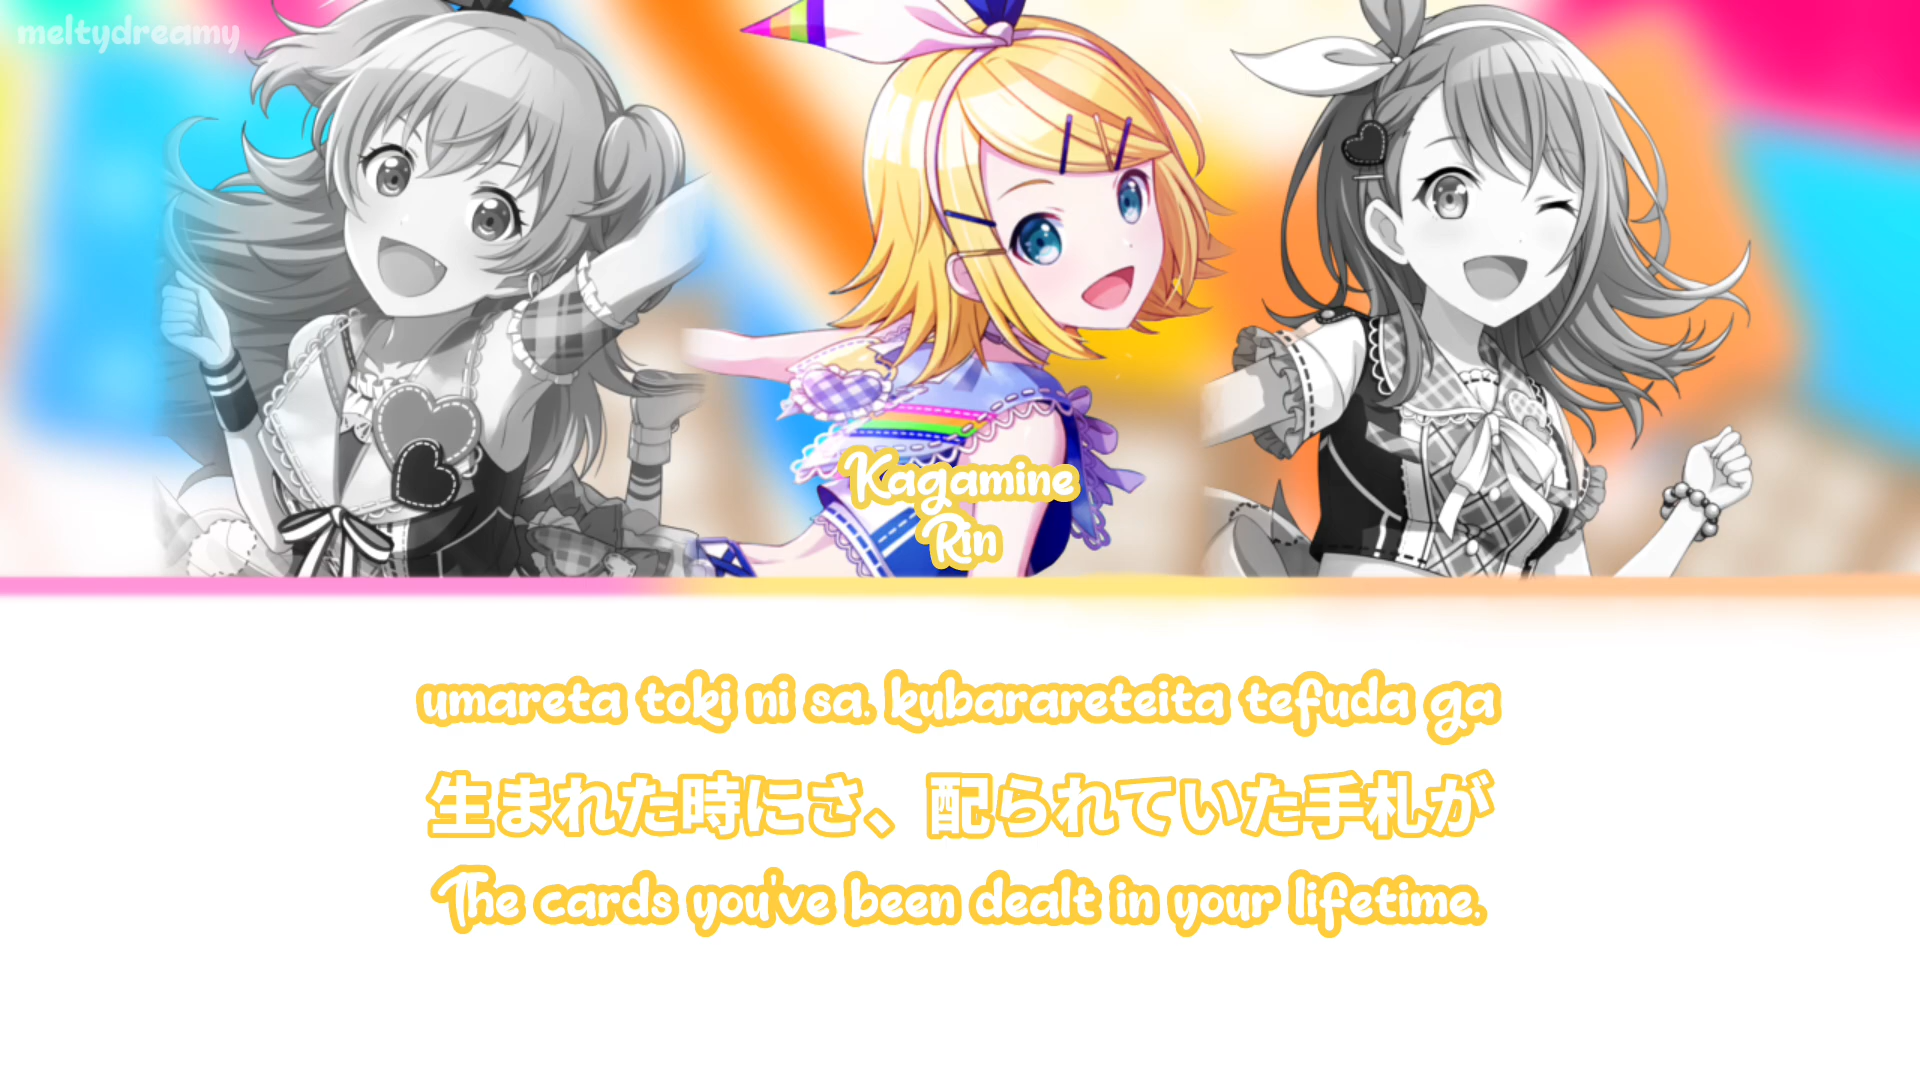 meltydreamy
Kagamine
Rin
umareta toki ni sa. kubarareteita tefuda ga
生まれた時にさ、配られていた手札が
The cards you've been dealt in your lifetime.